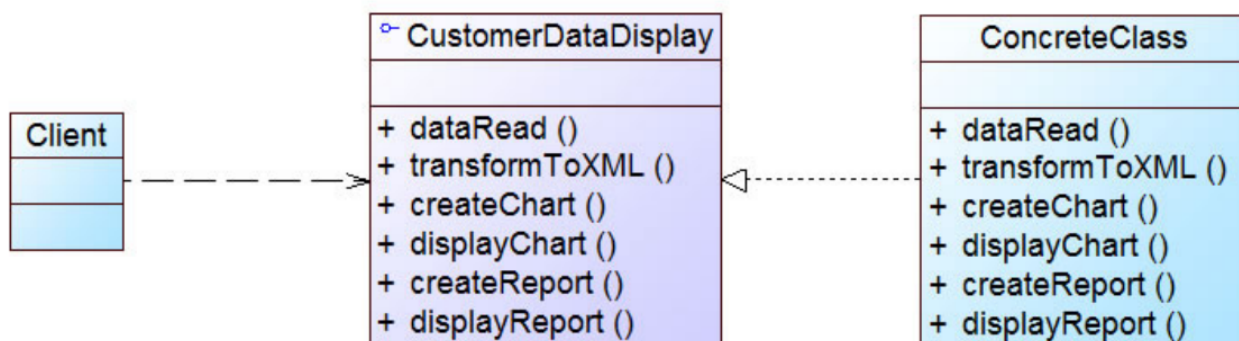 Client
CustomerDataDisplay
+ dataRead ()
+ transformToXML ()
+ createChart ()
+ displayChart ()
+ createReport ()
+ displayReport ()
ConcreteClass
+ dataRead ()
+ transformToXML ()
+ createChart ()
+ displayChart ()
+ createReport ()
+ displayReport ()